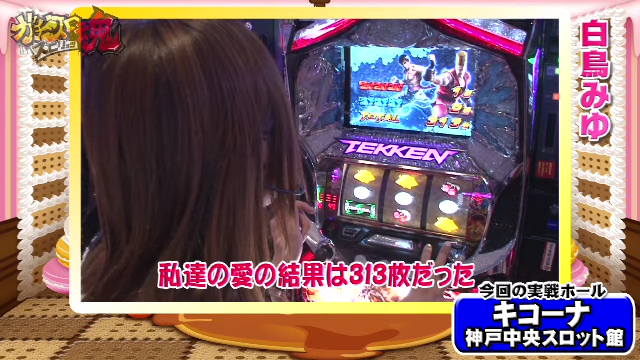 白鳥みゆ
TEKKEN
私達の愛の結果は313枚だった
今回の実戦ホール
キコーナ
神戸中央スロット館